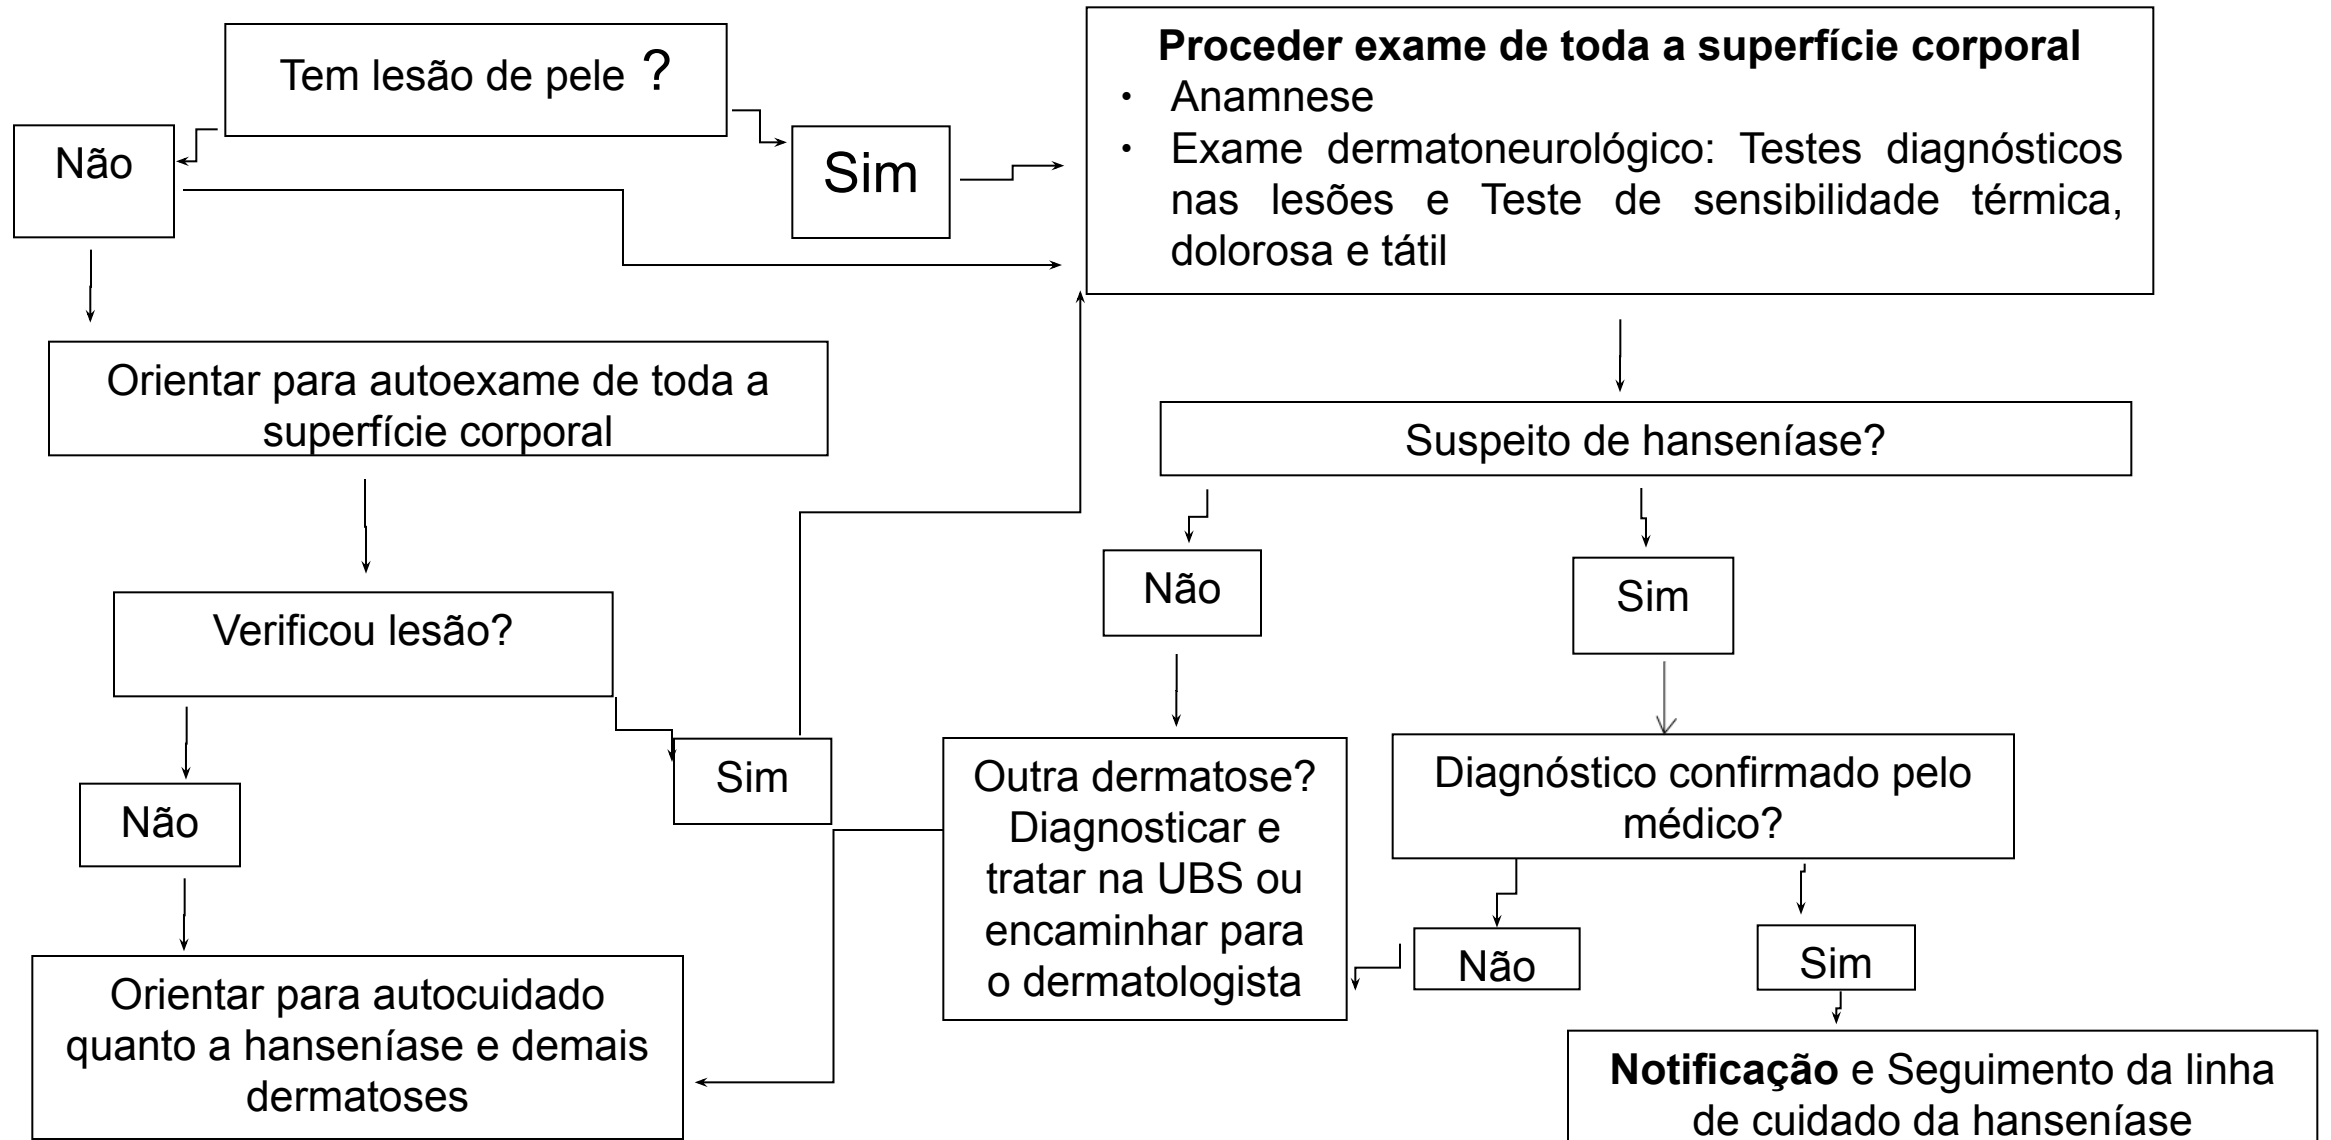 Tem lesão de pele ?
Não
Sim
Proceder exame de toda a superfície corporal
• Anamnese
• Exame dermatoneurológico: Testes diagnósticos
nas lesões e Teste de sensibilidade térmica,
dolorosa e tátil
Orientar para autoexame de toda a
superfície corporal
Suspeito de hanseníase?
Verificou lesão?
Não
Sim
Não
Sim
Outra dermatose?
Diagnosticar e
tratar na UBS ou
encaminhar para
o dermatologista
Diagnóstico confirmado pelo
médico?
Não
Sim
Orientar para autocuidado
quanto a hanseníase e demais
dermatoses
Notificação e Seguimento da linha
de cuidado da hanseníase